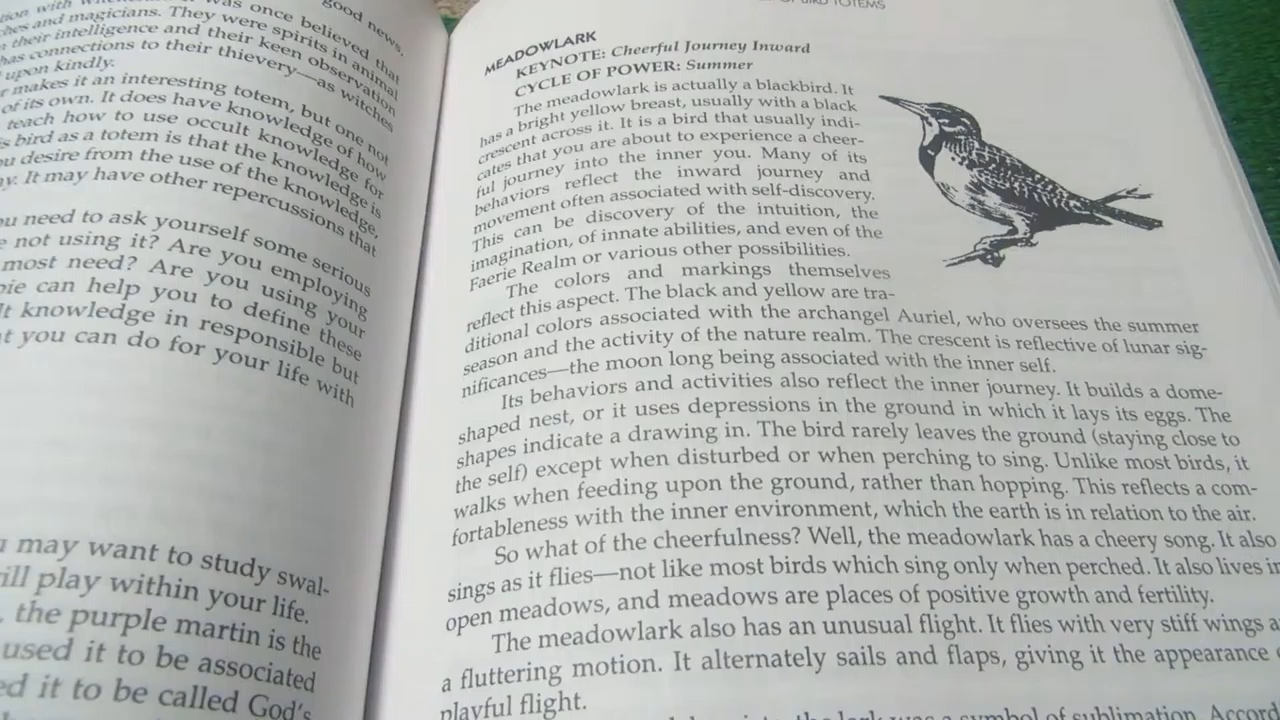 good news.
tion with
was once believed that
ches and magicians. They were spirits in animal
their intelligence and their keen observation
has connections to their thievery—as witches
upon kindly.
makes it an interesting totem, but one not
of its own. It does have knowledge of how
teach how to use occult knowledge for
s bird as a totem is that the knowledge is
ou desire from the use of the knowledge,
ay. It may have other repercussions that
ou need to ask yourself some serious
e not using it? Are you employing
most need? Are you using your
pie can help you to define these
lt knowledge in responsible but
at you can do for your life with
u may want to study swal-
ill play within your life.
, the purple martin is the
used it to be associated
ed it to be called God's
OF BIRD TOTEMS
MEADOWLARK
KEYNOTE: Cheerful Journey Inward
CYCLE OF POWER: Summer
The meadowlark is actually a blackbird. It
has a bright yellow breast, usually with a black
crescent across it. It is a bird that usually indi-
cates that you are about to experience a cheer-
ful journey into the inner you. Many of its
behaviors reflect the inward journey and
movement often associated with self-discovery.
This can be discovery of the intuition, the
imagination, of innate abilities, and even of the
Faerie Realm or various other possibilities.
The colors and markings themselves
reflect this aspect. The black and yellow are tra-
ditional colors associated with the archangel Auriel, who oversees the summer
season and the activity of the nature realm. The crescent is reflective of lunar sig-
nificances—the moon long being associated with the inner self.
Its behaviors and activities also reflect the inner journey. It builds a dome-
shaped nest, or it uses depressions in the ground in which it lays its eggs. The
shapes indicate a drawing in. The bird rarely leaves the ground (staying close to
the self) except when disturbed or when perching to sing. Unlike most birds, it
walks when feeding upon the ground, rather than hopping. This reflects a com-
fortableness with the inner environment, which the earth is in relation to the air.
So what of the cheerfulness? Well, the meadowlark has a cheery song. It also
sings as it flies—not like most birds which sing only when perched. It also lives in
open meadows, and meadows are places of positive growth and fertility.
The meadowlark also has an unusual flight. It flies with very stiff wings a
a fluttering motion. It alternately sails and flaps, giving it the appearance
playful flight.
the lark was a symbol of sublimation. Accord